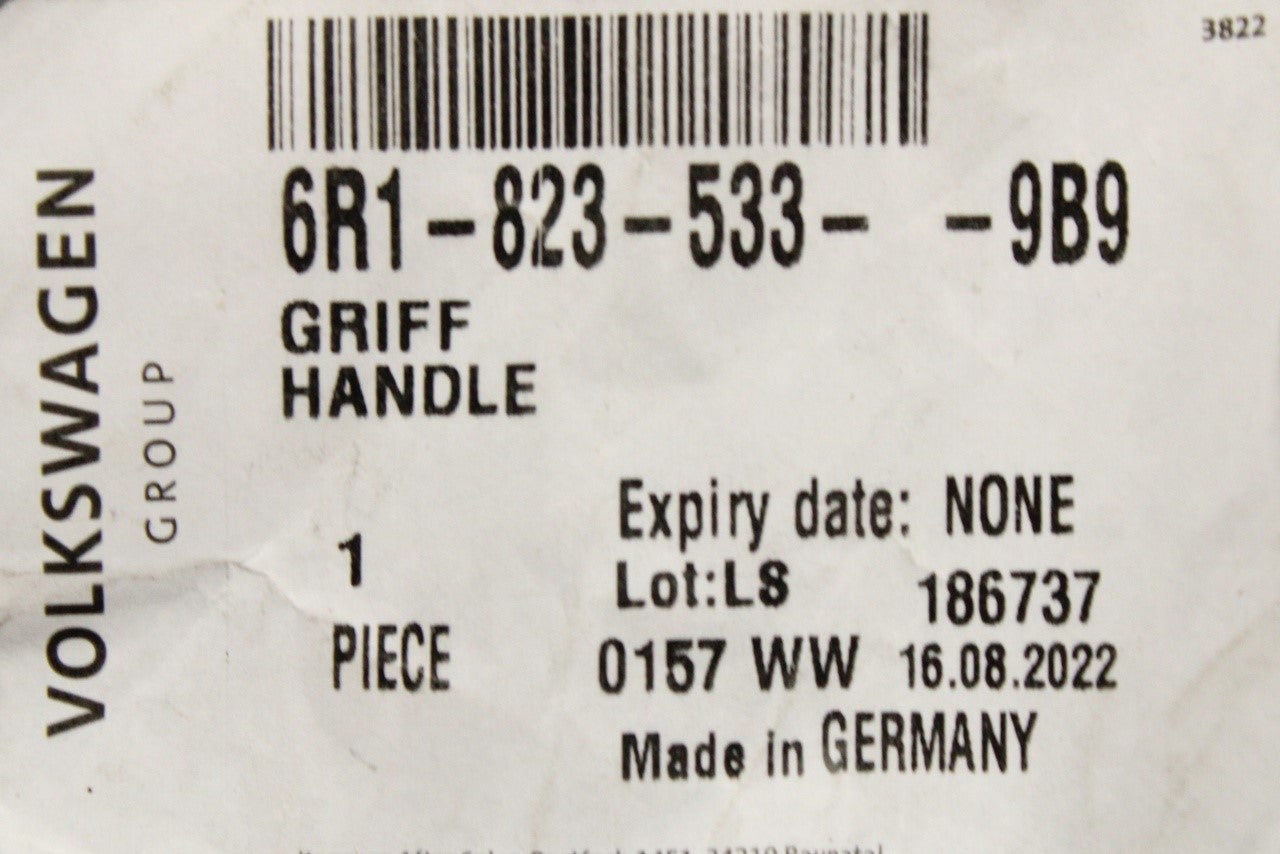 3822
6R1-823-533- -9B9
GRIFF
HANDLE
VOLKSWAGEN
GROUP
Expiry date: NONE
1
Lot:LS 186737
PIECE
0157 WW 16.08.2022
Made in GERMANY